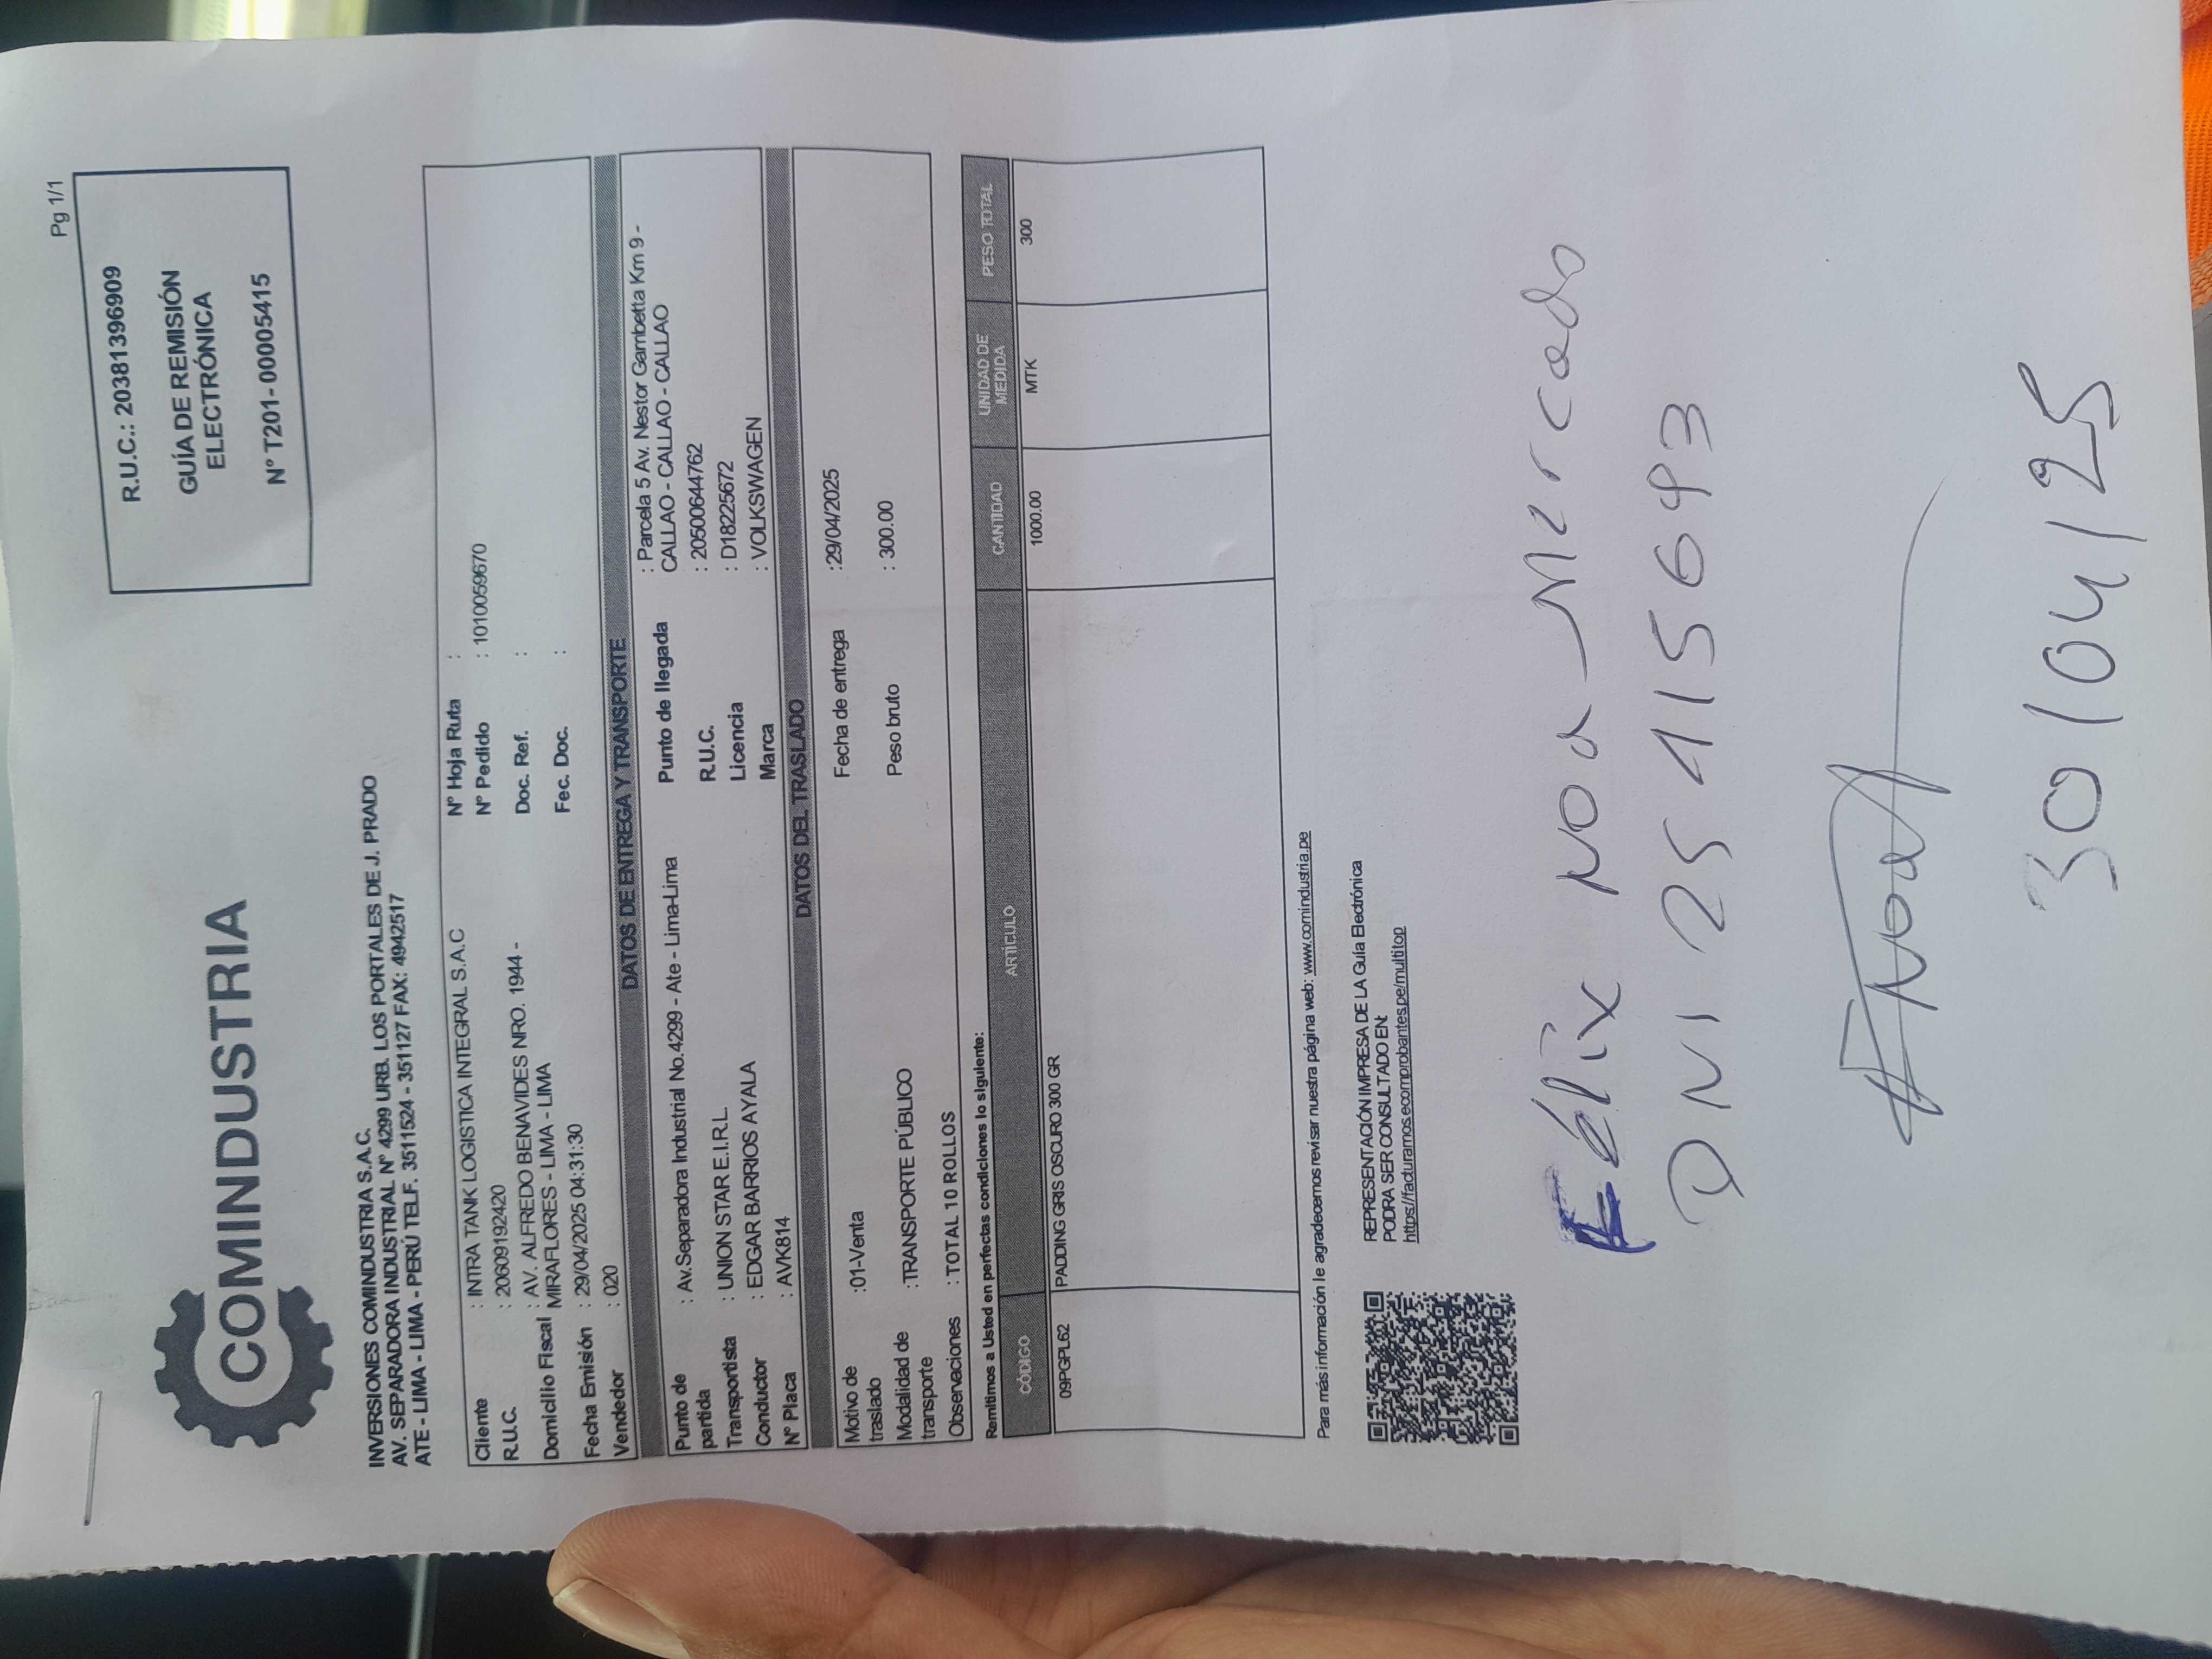 Pg 1/1
COMINDUSTRIA
R.U.C.: 20381396909
GUÍA DE REMISIÓN
ELECTRÓNICA
Nº T201-00005415
INVERSIONES COMINDUSTRIA S.A.C.
AV. SEPARADORA INDUSTRIAL Nº 4299 URB. LOS PORTALES DE J. PRADO
ATE - LIMA - LIMA - PERÚ TELF. 3511524 - 351127 FAX: 4942517
Cliente : INTRA TANK LOGISTICA INTEGRAL S.A.C Nº Hoja Ruta :
R.U.C. : 20609192420 Nº Pedido : 1010059670
Domicilio Fiscal : AV. ALFREDO BENAVIDES NRO. 1944 - Doc. Ref. :
MIRAFLORES - LIMA - LIMA
Fecha Emisión : 29/04/2025 04:31:30 Fec. Doc. :
Vendedor : 020
DATOS DE ENTREGA Y TRANSPORTE
Punto de partida : Av.Separadora Industrial No.4299 - Ate - Lima-Lima Punto de llegada : Parcela 5 Av. Nestor Gambetta Km 9 -
CALLAO - CALLAO - CALLAO - CALLAO
Transportista : UNION STAR E.I.R.L. R.U.C. : 20500644762
Conductor : EDGAR BARRIOS AYALA Licencia : D18225672
Nº Placa : AVK814 Marca : VOLKSWAGEN
DATOS DEL TRASLADO
Motivo de traslado :01-Venta Fecha de entrega :29/04/2025
Modalidad de transporte :TRANSPORTE PÚBLICO Peso bruto : 300.00
Observaciones : TOTAL 10 ROLLOS
Remitimos a Usted en perfectas condiciones lo siguiente:
CÓDIGO ARTÍCULO CANTIDAD UNIDAD DE MEDIDA PESO TOTAL
09PGPL62 PADDING GRIS OSCURO 300 GR 1000.00 MTK 300
Para más información le agradecemos revisar nuestra página web: www.comindustria.pe
REPRESENTACIÓN IMPRESA DE LA Guía Electrónica
PODRA SER CONSULTADO EN:
https://facturamos.ecomprobantes.pe/multitop
Félix Noa Mercado
DNI 25415693
Noa
30/04/25